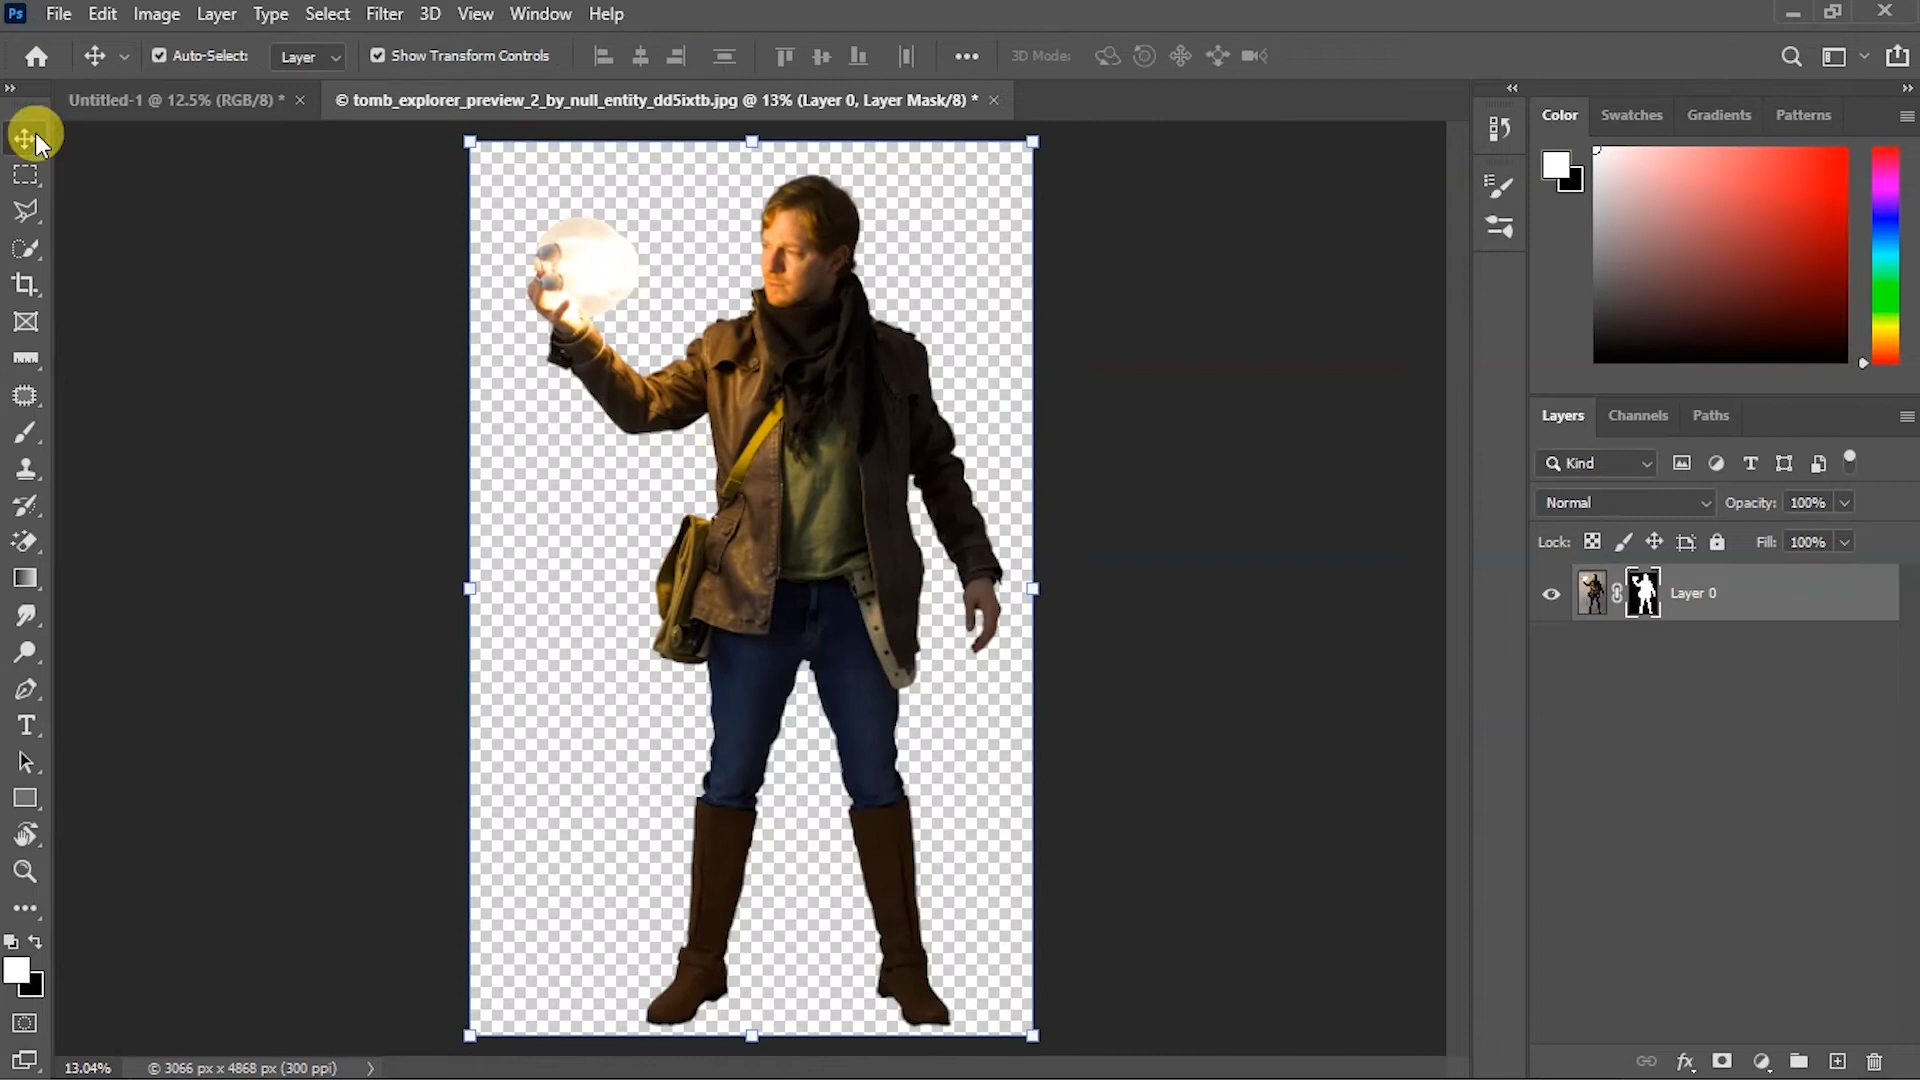 Ps File Edit Image Layer Type Select Filter 3D View Window Help
Auto-Select: Layer Show Transform Controls 3D Mode:
Untitled-1 @ 12.5% (RGB/8) * × © tomb_explorer_preview_2_by_null_entity_dd5ixtb.jpg @ 13% (Layer 0, Layer Mask/8) * ×
Color Swatches Gradients Patterns
Layers Channels Paths
Kind
Normal Opacity: 100%
Lock: Fill: 100%
Layer 0
13.04% © 3066 px x 4868 px (300 ppi)